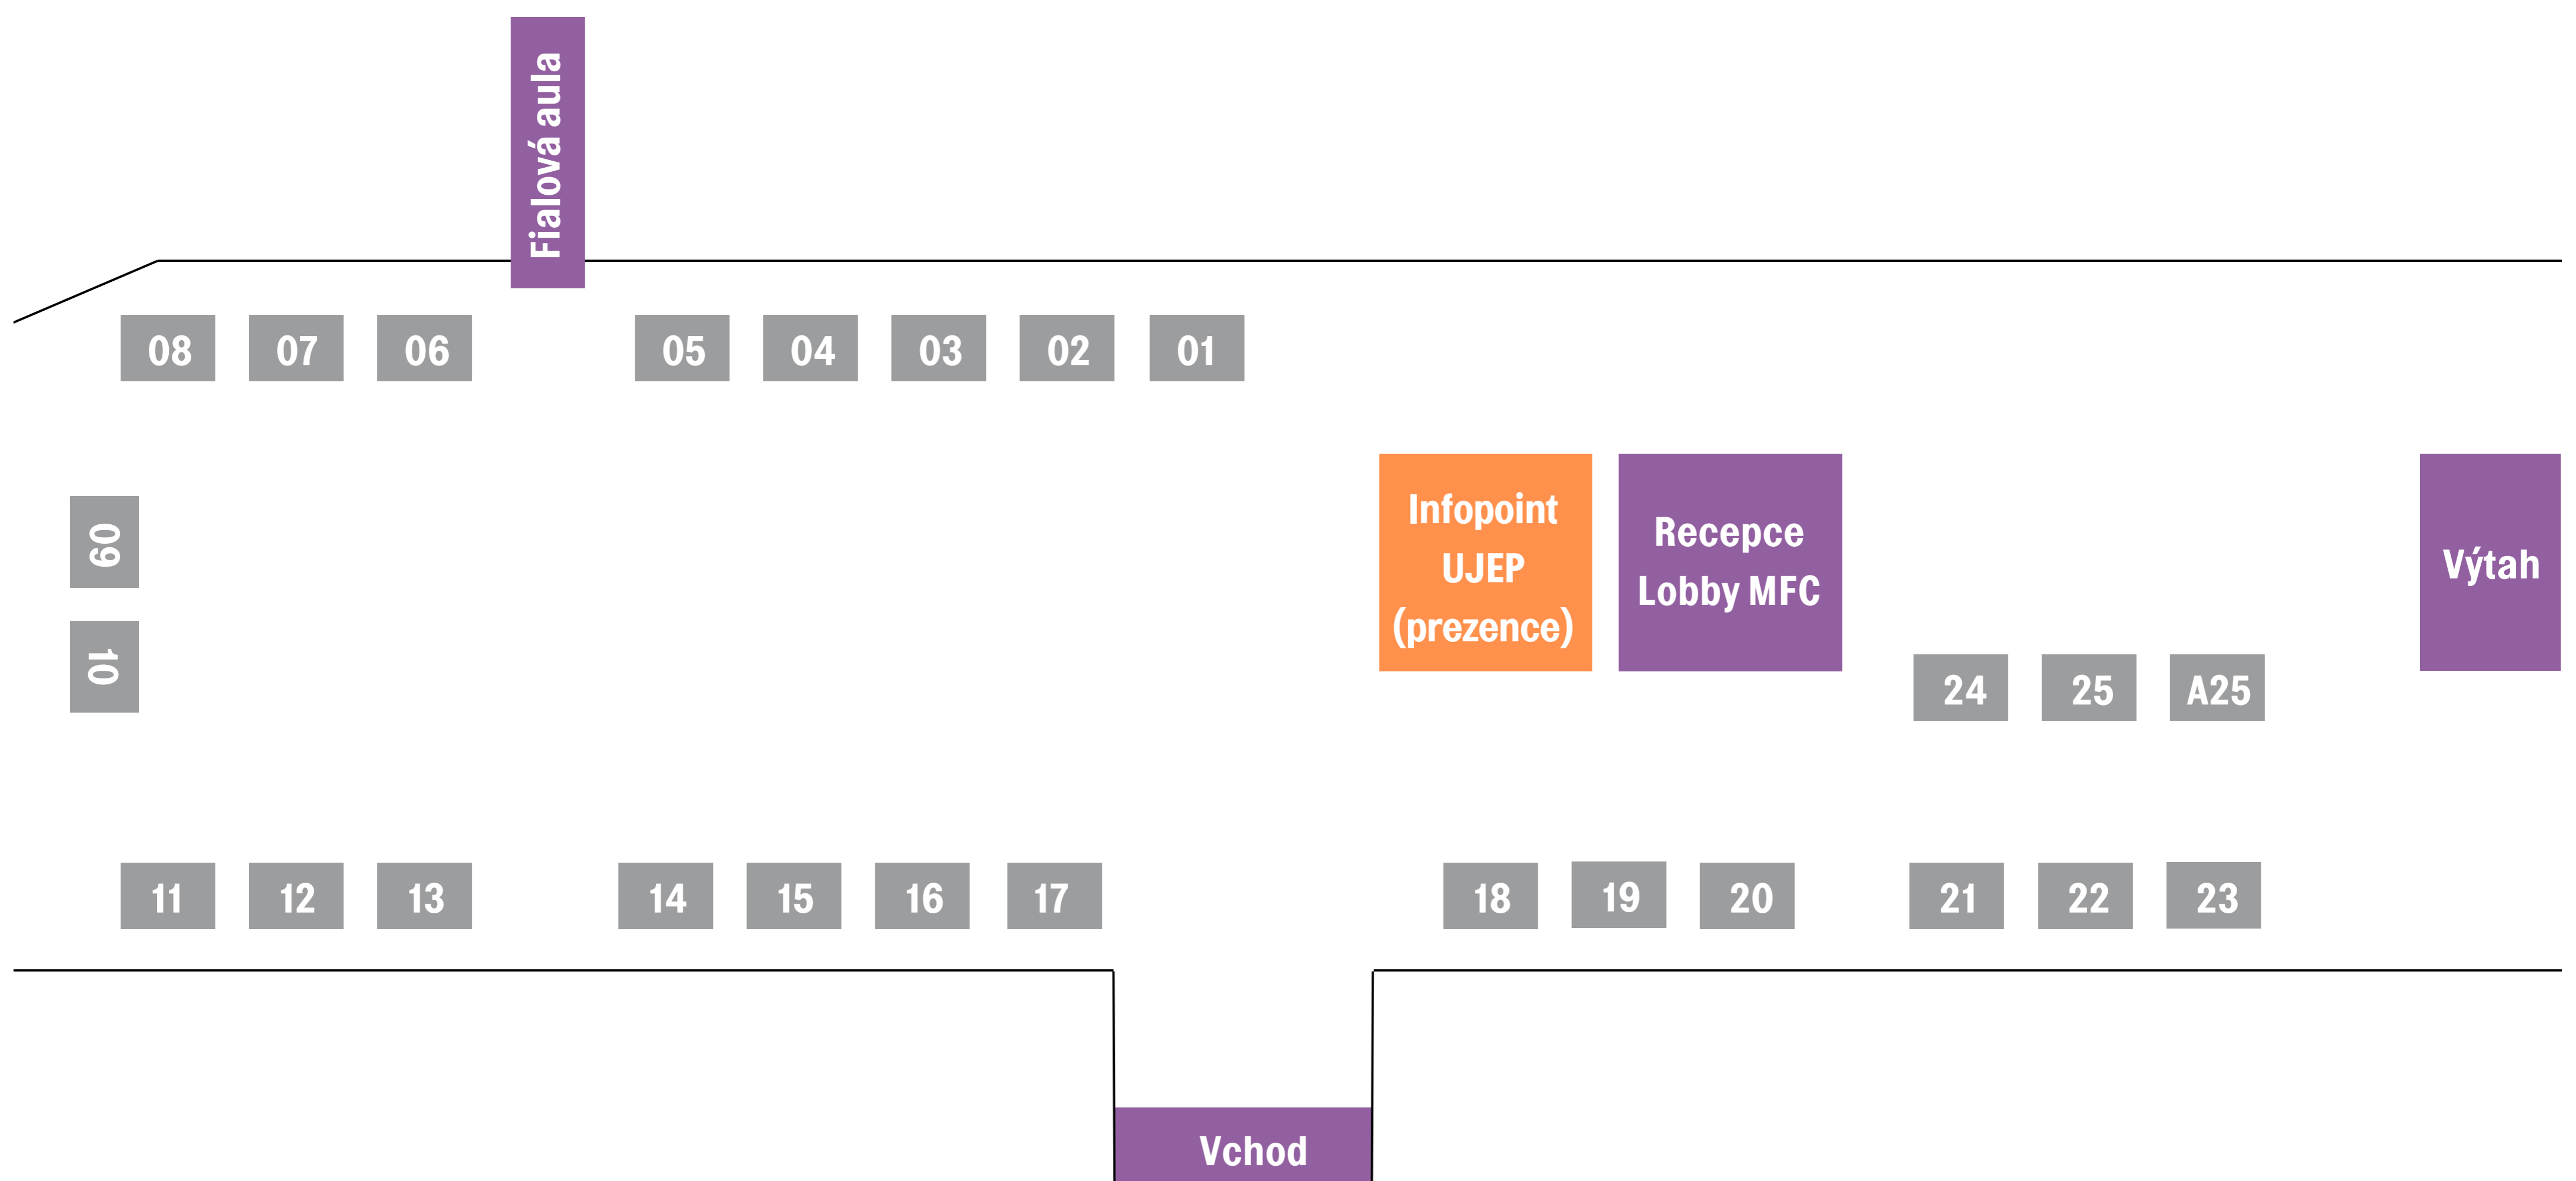 Fialová aula
08 07 06 05 04 03 02 01
09
10
Infopoint
UJEP
(prezence)
Recepce
Lobby MFC
Výtah
24 25 A25
11 12 13 14 15 16 17 18 19 20 21 22 23
Vchod